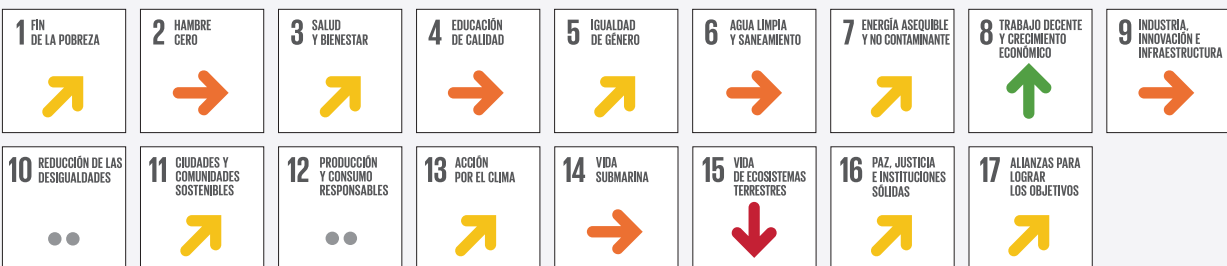 1 FIN
DE LA POBREZA
2 HAMBRE
CERO
3 SALUD
Y BIENESTAR
4 EDUCACIÓN
DE CALIDAD
5 IGUALDAD
DE GÉNERO
6 AGUA LIMPIA
Y SANEAMIENTO
7 ENERGÍA ASEQUIBLE
Y NO CONTAMINANTE
8 TRABAJO DECENTE
Y CRECIMIENTO
ECONÓMICO
9 INDUSTRIA,
INNOVACIÓN E
INFRAESTRUCTURA
10 REDUCCIÓN DE LAS
DESIGUALDADES
11 CIUDADES Y
COMUNIDADES
SOSTENIBLES
12 PRODUCCIÓN
Y CONSUMO
RESPONSABLES
13 ACCIÓN
POR EL CLIMA
14 VIDA
SUBMARINA
15 VIDA
DE ECOSISTEMAS
TERRESTRES
16 PAZ, JUSTICIA
E INSTITUCIONES
SÓLIDAS
17 ALIANZAS PARA
LOGRAR
LOS OBJETIVOS